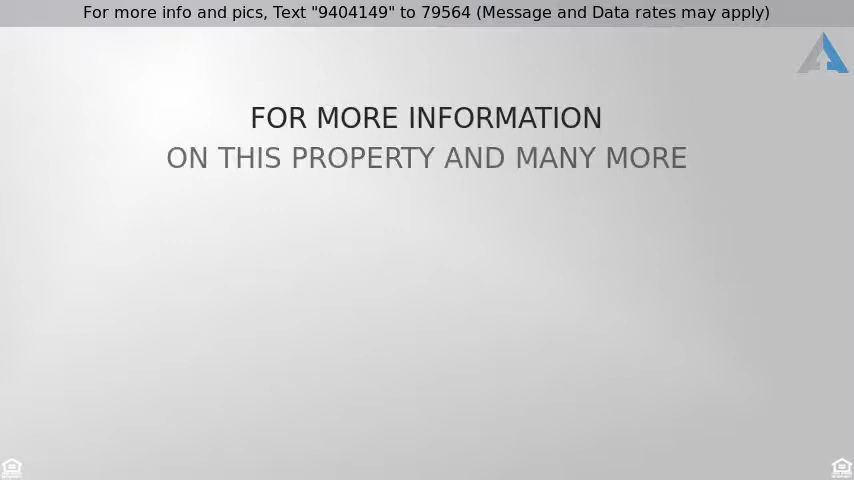 For more info and pics, Text "9404149" to 79564 (Message and Data rates may apply)
FOR MORE INFORMATION
ON THIS PROPERTY AND MANY MORE